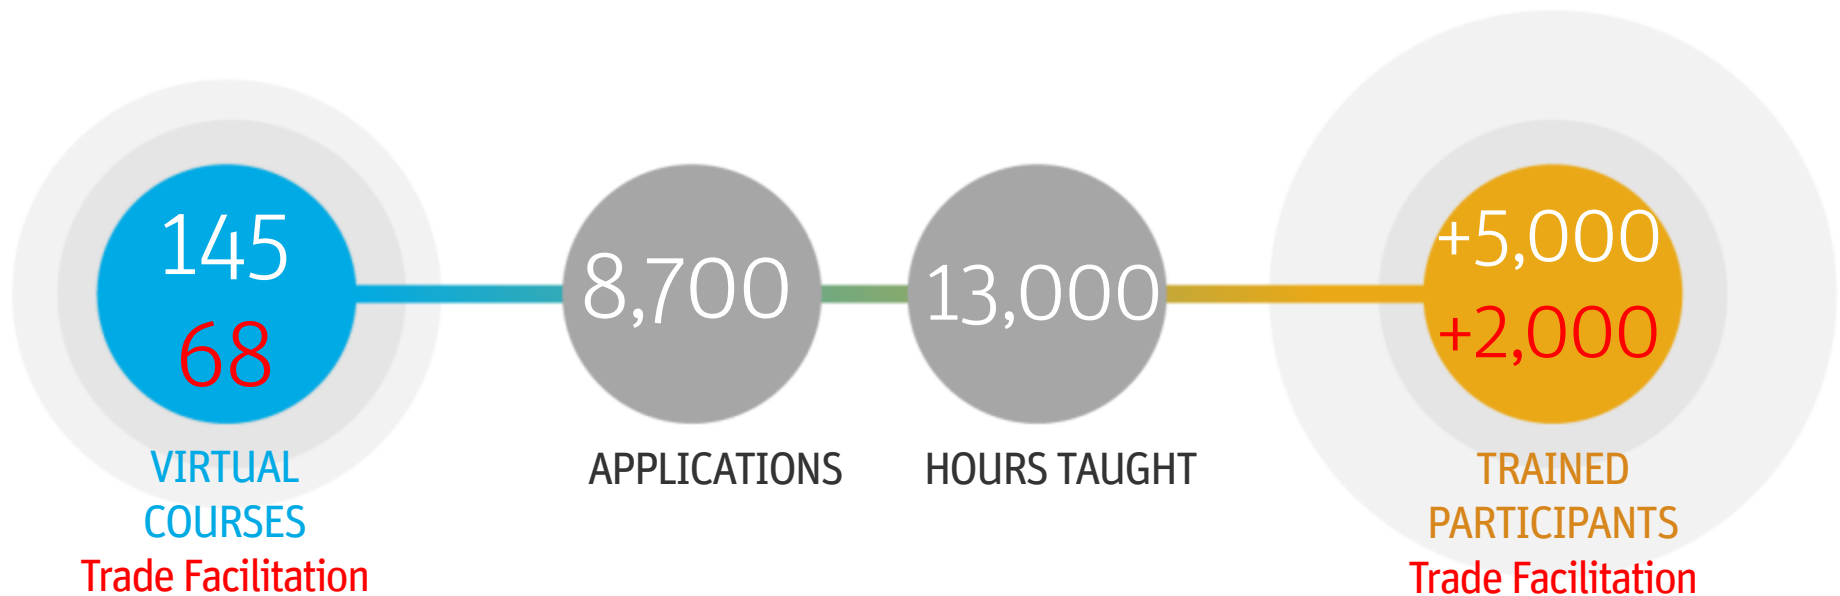 145
68
VIRTUAL
COURSES
Trade Facilitation
8,700
APPLICATIONS
13,000
HOURS TAUGHT
+5,000
+2,000
TRAINED
PARTICIPANTS
Trade Facilitation